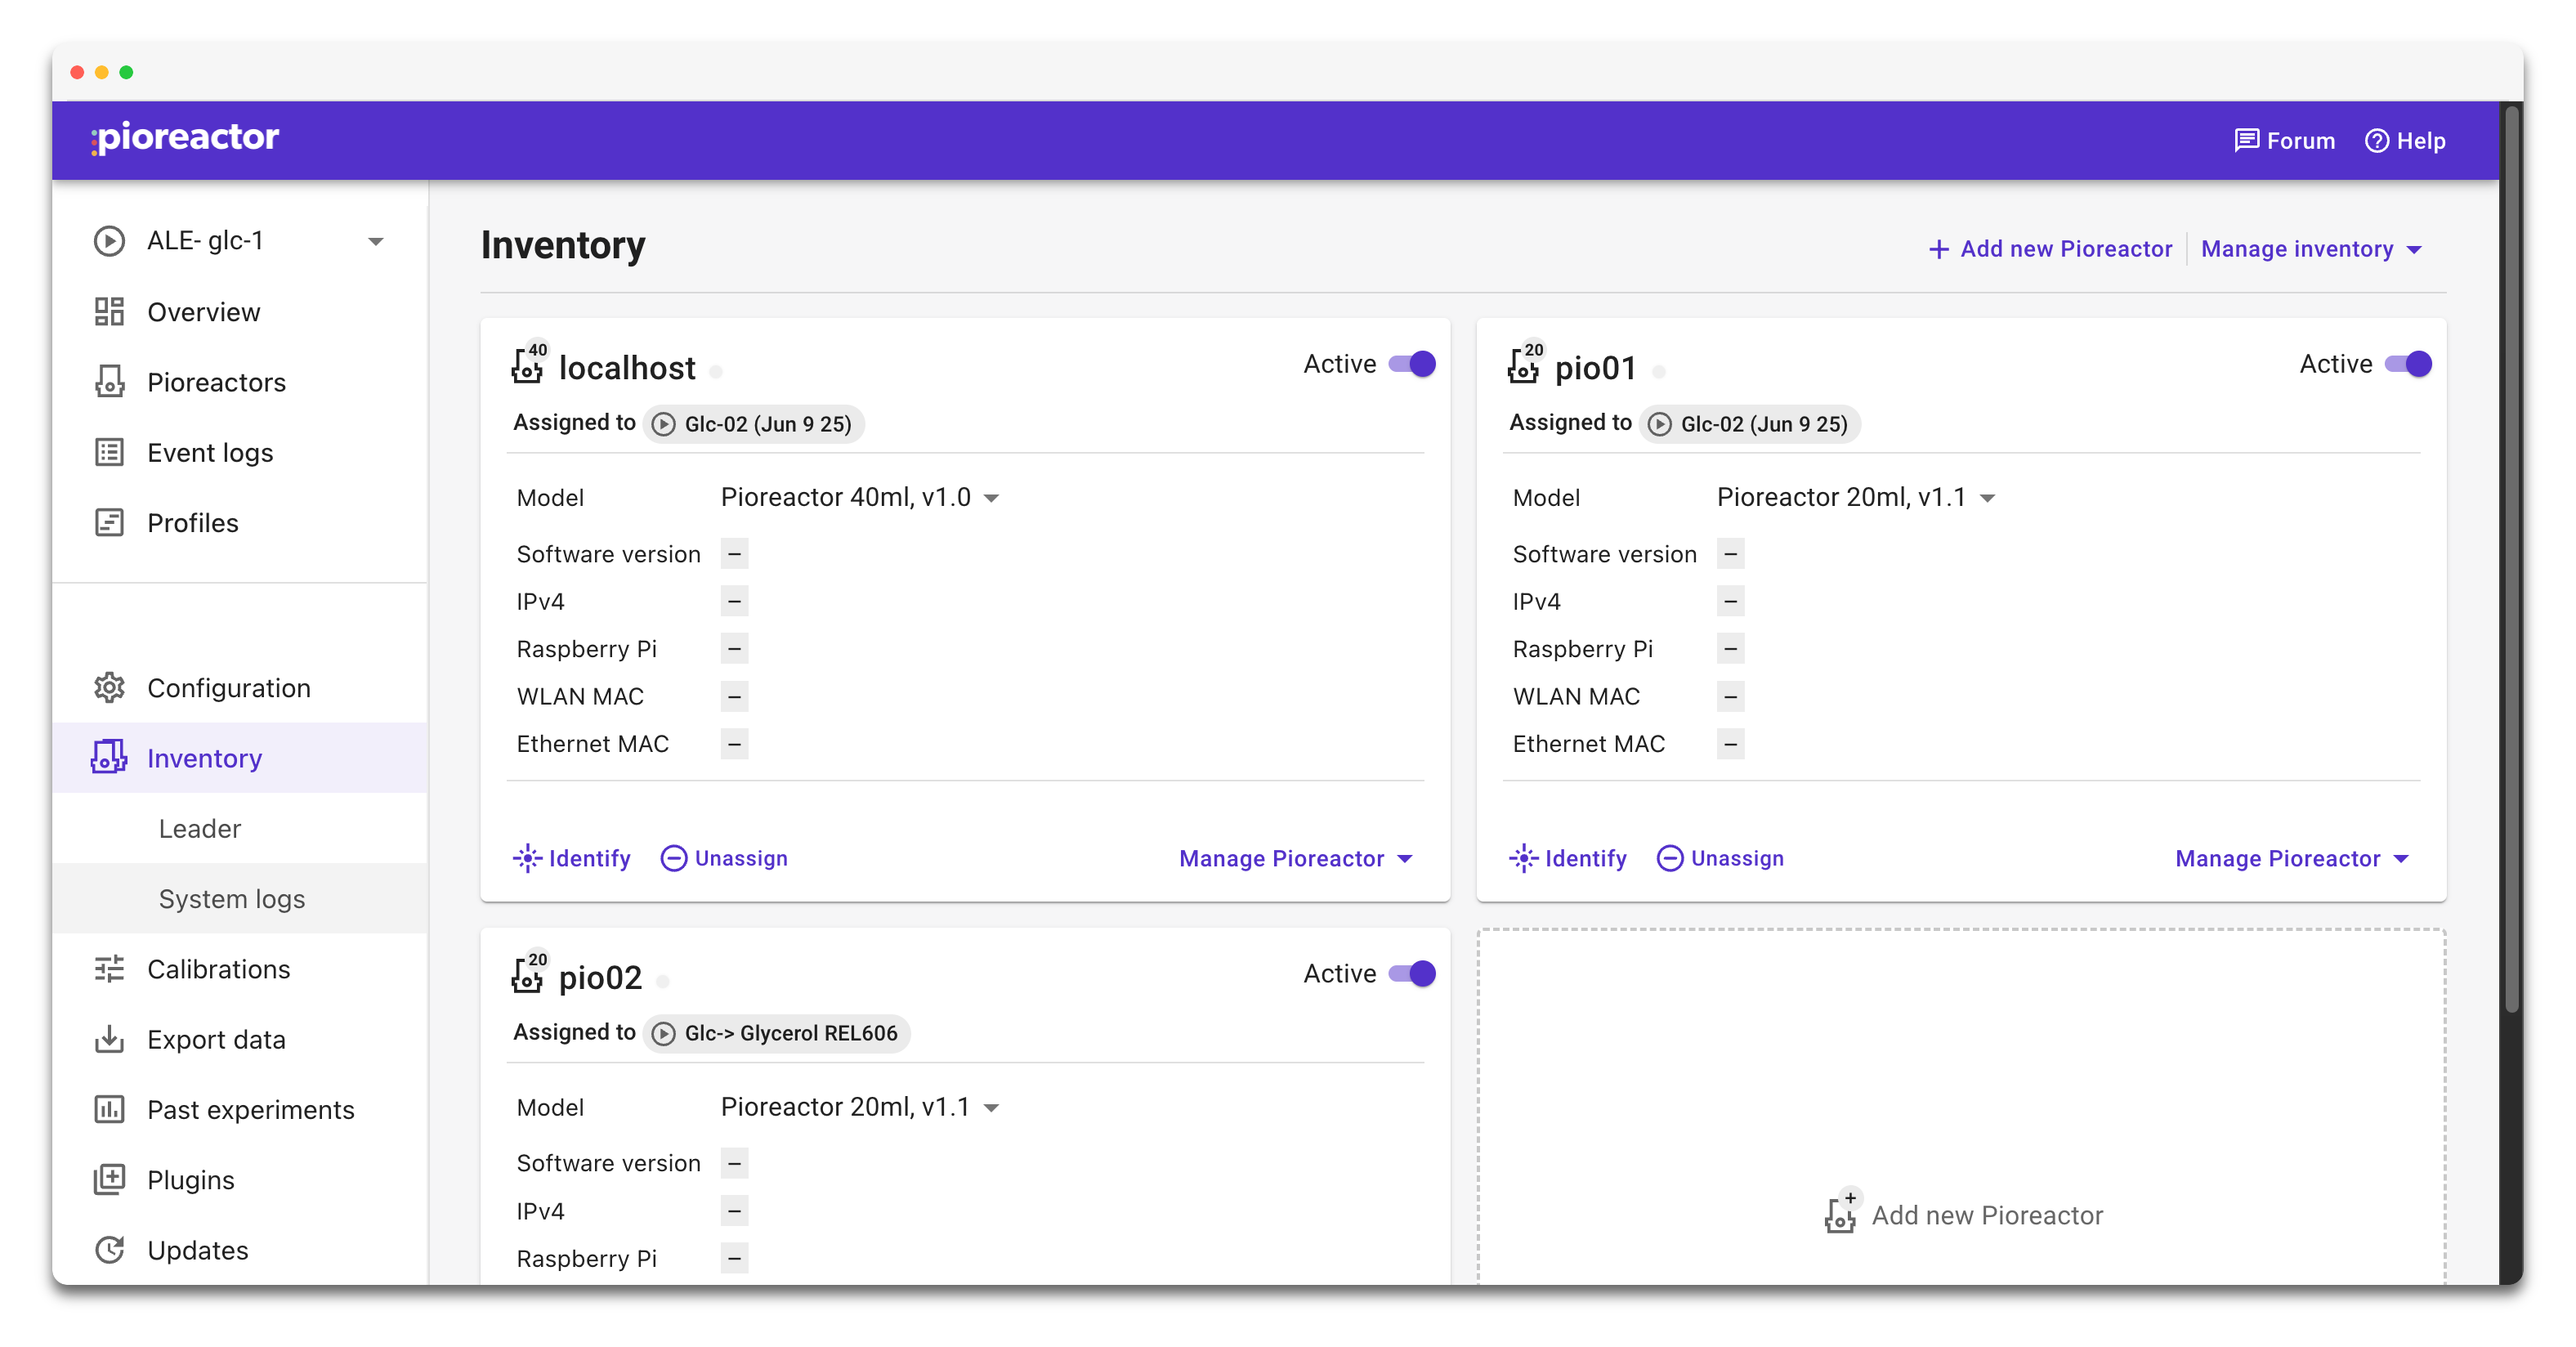 pioreactor
Forum Help
ALE- glc-1
Overview
Pioreactors
Event logs
Profiles
Configuration
Inventory
Leader
System logs
Calibrations
Export data
Past experiments
Plugins
Updates
Inventory
+ Add new Pioreactor Manage inventory
40 localhost Active
Assigned to Glc-02 (Jun 9 25)
Model Pioreactor 40ml, v1.0
Software version –
IPv4 –
Raspberry Pi –
WLAN MAC –
Ethernet MAC –
Identify Unassign Manage Pioreactor
20 pio01 Active
Assigned to Glc-02 (Jun 9 25)
Model Pioreactor 20ml, v1.1
Software version –
IPv4 –
Raspberry Pi –
WLAN MAC –
Ethernet MAC –
Identify Unassign Manage Pioreactor
20 pio02 Active
Assigned to Glc-> Glycerol REL606
Model Pioreactor 20ml, v1.1
Software version –
IPv4 –
Raspberry Pi –
+ Add new Pioreactor